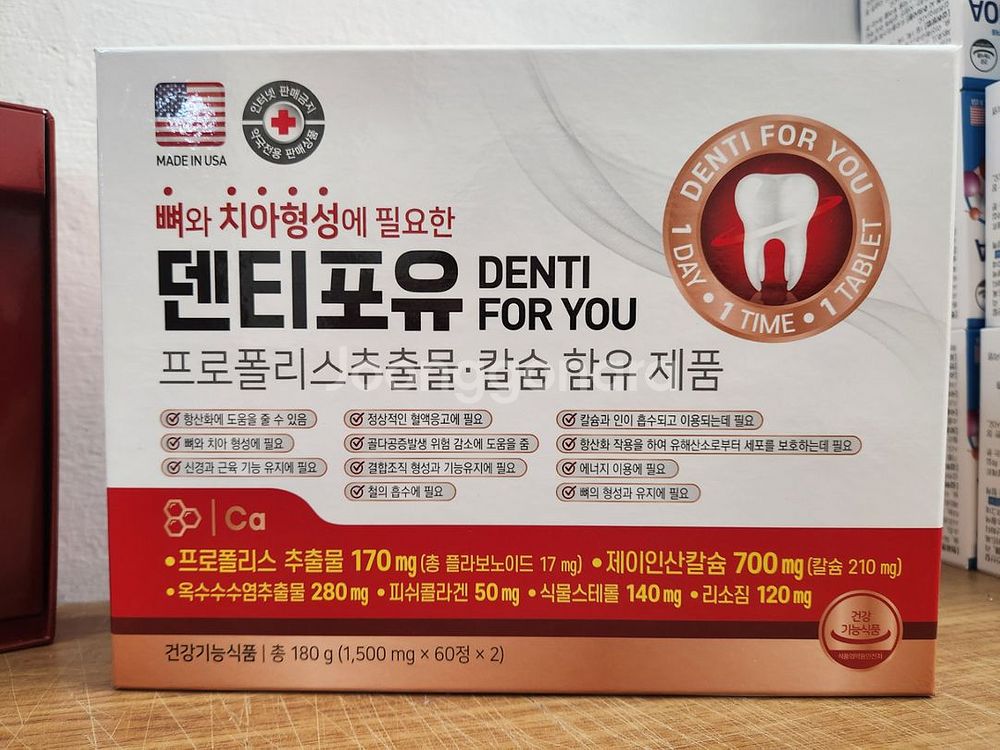 MADE IN USA
인터넷 판매금지
약국전용 판매상품
뼈와 치아형성에 필요한
덴티포유 DENTI FOR YOU
프로폴리스추출물·칼슘 함유 제품
DENTI FOR YOU
1 DAY • 1 TIME • 1 TABLET
항산화에 도움을 줄 수 있음
뼈와 치아 형성에 필요
신경과 근육 기능 유지에 필요
정상적인 혈액응고에 필요
골다공증발생 위험 감소에 도움을 줌
결합조직 형성과 기능유지에 필요
철의 흡수에 필요
칼슘과 인이 흡수되고 이용되는데 필요
항산화 작용을 하여 유해산소로부터 세포를 보호하는데 필요
에너지 이용에 필요
뼈의 형성과 유지에 필요
Ca
•프로폴리스 추출물 170 mg (총 플라보노이드 17 mg) •제이인산칼슘 700 mg (칼슘 210 mg)
•옥수수수염추출물 280 mg •피쉬콜라겐 50 mg •식물스테롤 140 mg •리소짐 120 mg
건강기능식품 | 총 180 g (1,500 mg × 60정 × 2)
건강
기능식품
식품의약품안전처